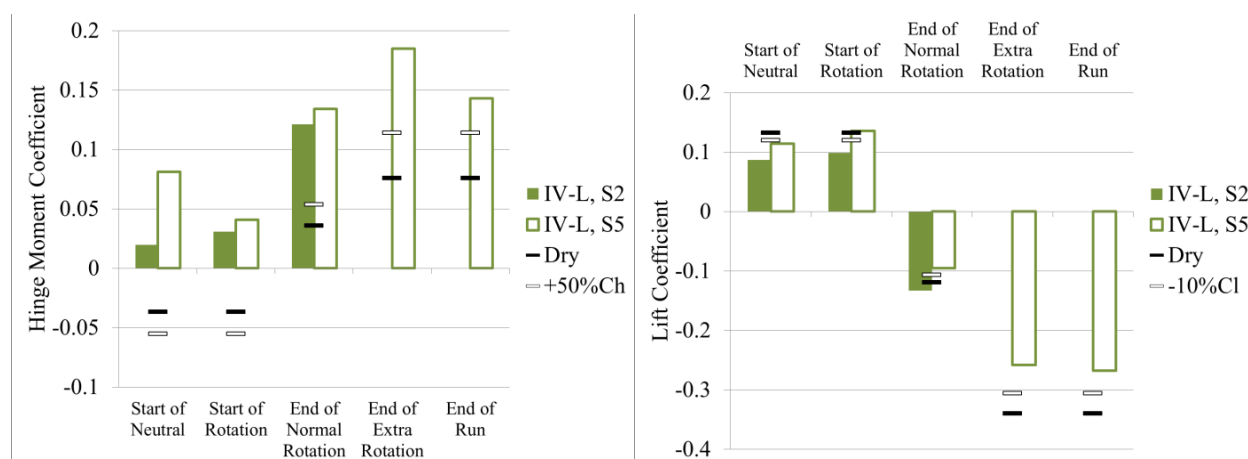 0.2
0.15
0.1
0.05
0
-0.05
-0.1
Hinge Moment Coefficient
Start of
Neutral
Start of
Rotation
End of
Normal
Rotation
End of
Extra
Rotation
End of
Run
IV-L, S2
IV-L, S5
Dry
+50%Ch
Start of
Neutral
Start of
Rotation
End of
Normal
Rotation
End of
Extra
Rotation
End of
Run
0.2
0.1
0
-0.1
-0.2
-0.3
-0.4
Lift Coefficient
IV-L, S2
IV-L, S5
Dry
-10%Cl